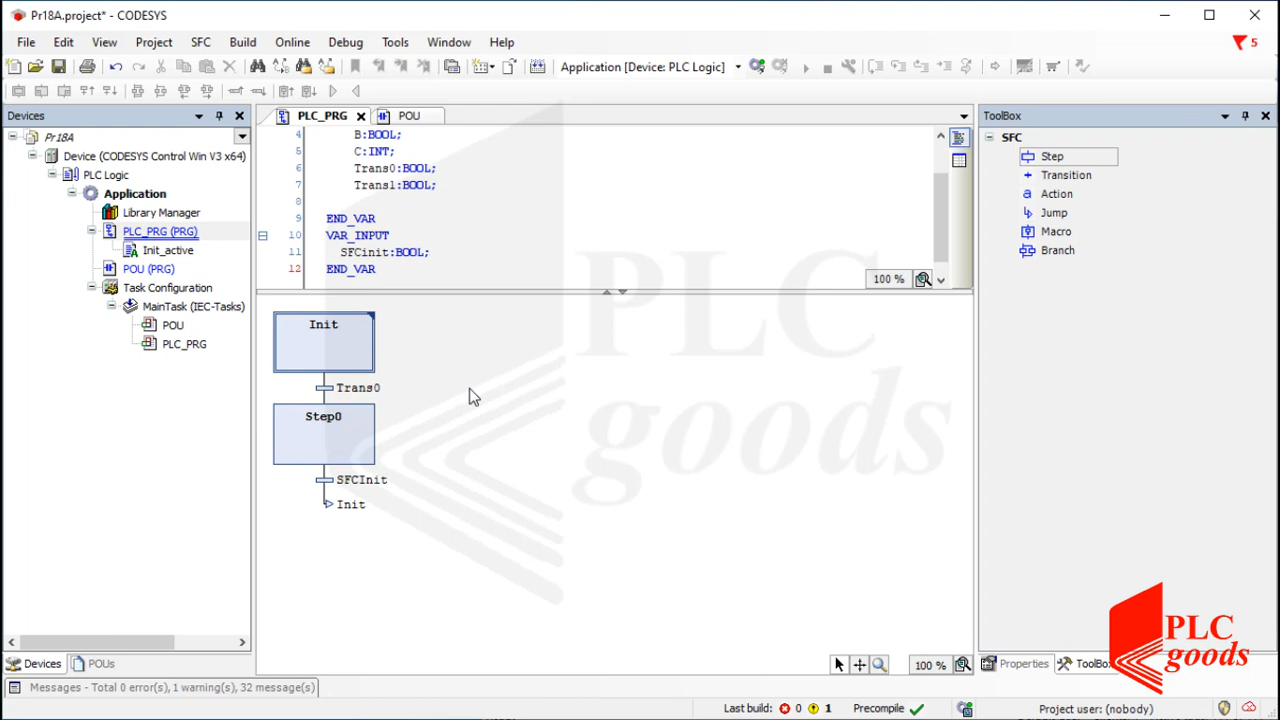 Pr18A.project* - CODESYS
File Edit View Project SFC Build Online Debug Tools Window Help
5
Application [Device: PLC Logic]
Devices
Pr18A
Device (CODESYS Control Win V3 x64)
PLC Logic
Application
Library Manager
PLC_PRG (PRG)
Init_active
POU (PRG)
Task Configuration
MainTask (IEC-Tasks)
POU
PLC_PRG
Devices POUs
PLC_PRG POU
4 B:BOOL;
5 C:INT;
6 Trans0:BOOL;
7 Trans1:BOOL;
8
9 END_VAR
10 VAR_INPUT
11 SFCinit:BOOL;
12 END_VAR
100 %
Init
Trans0
Step0
SFCInit
Init
100 %
PLC
goods
ToolBox
SFC
Step
Transition
Action
Jump
Macro
Branch
Properties ToolBox
PLC
goods
Messages - Total 0 error(s), 1 warning(s), 32 message(s)
Last build: 0 1 Precompile Project user: (nobody)